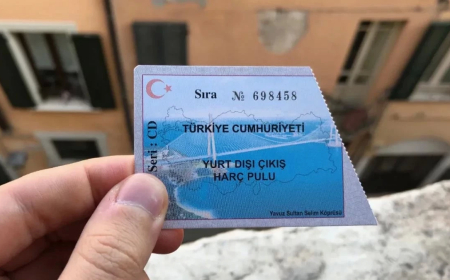 Sıra № 698458
Seri: CD
TÜRKİYE CUMHURİYETİ
YURT DIŞI ÇIKIŞ
HARÇ PULU
Yavuz Sultan Selim Köprüsü